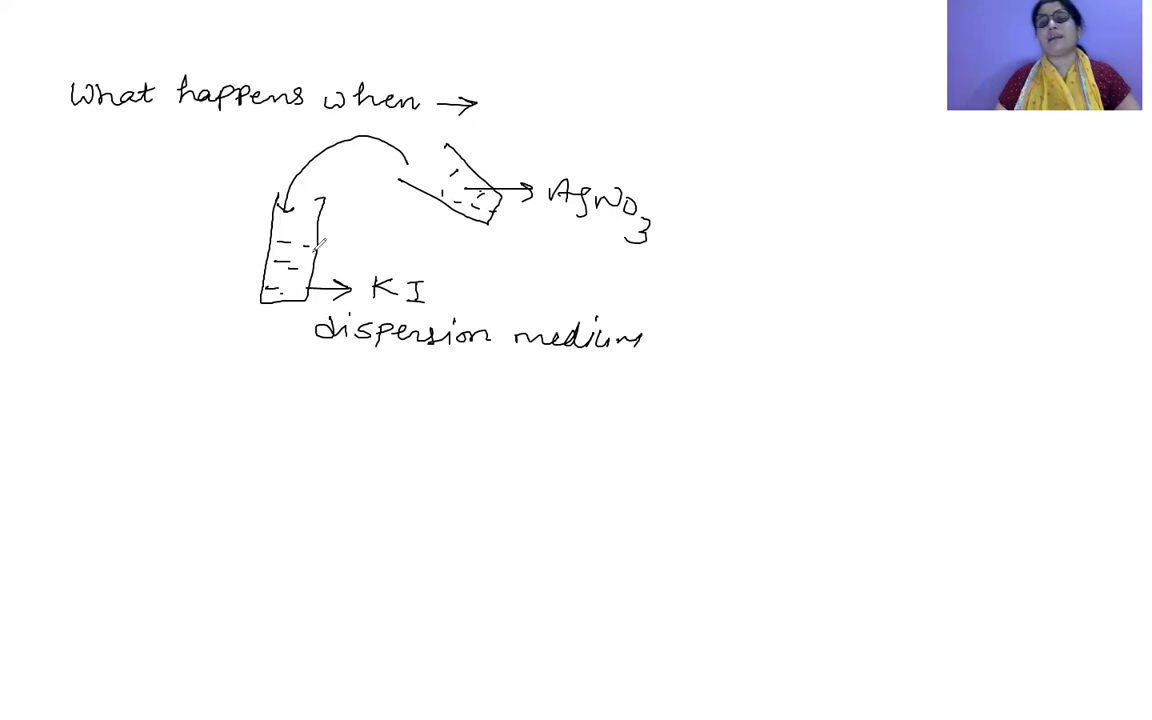 What happens when →
→ AgNO3
→ KI
dispersion medium